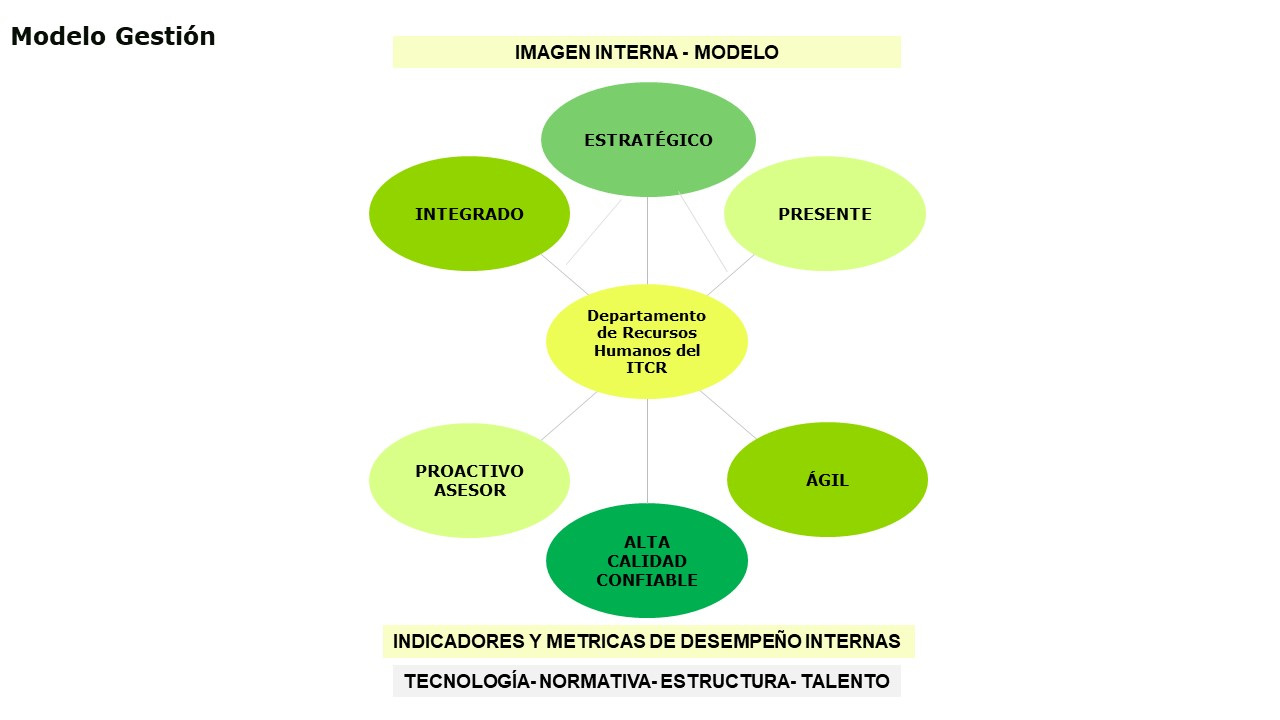 Modelo Gestión
IMAGEN INTERNA - MODELO
ESTRATÉGICO
INTEGRADO
PRESENTE
Departamento
de Recursos
Humanos del
ITCR
PROACTIVO
ASESOR
ÁGIL
ALTA
CALIDAD
CONFIABLE
INDICADORES Y METRICAS DE DESEMPEÑO INTERNAS
TECNOLOGÍA- NORMATIVA- ESTRUCTURA- TALENTO